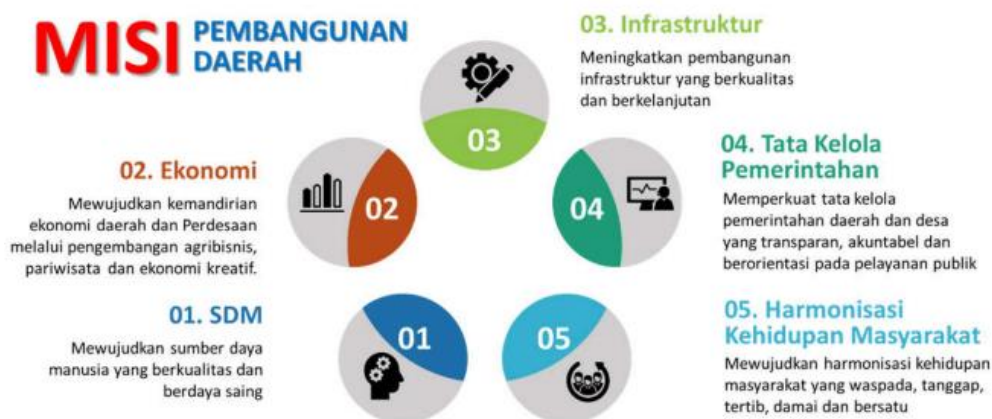 MISI PEMBANGUNAN
DAERAH
03. Infrastruktur
Meningkatkan pembangunan
infrastruktur yang berkualitas
dan berkelanjutan
03
02. Ekonomi
Mewujudkan kemandirian
ekonomi daerah dan Perdesaan
melalui pengembangan agribisnis,
pariwisata dan ekonomi kreatif.
02
04
04. Tata Kelola
Pemerintahan
Memperkuat tata kelola
pemerintahan daerah dan desa
yang transparan, akuntabel dan
berorientasi pada pelayanan publik
01. SDM
Mewujudkan sumber daya
manusia yang berkualitas dan
berdaya saing
01
05
05. Harmonisasi
Kehidupan Masyarakat
Mewujudkan harmonisasi kehidupan
masyarakat yang waspada, tanggap,
tertib, damai dan bersatu